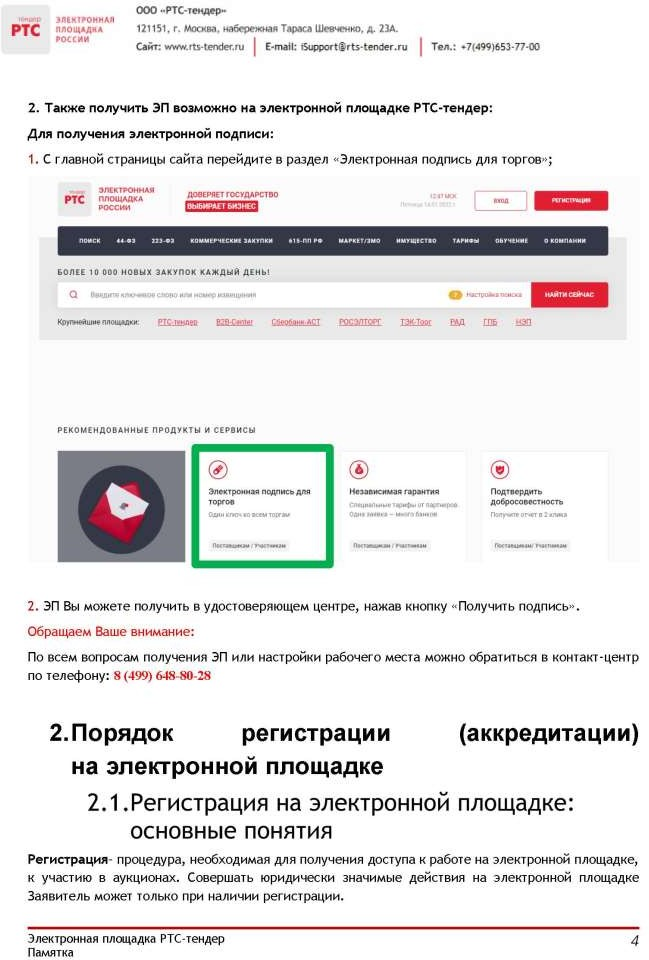 тендер
РТС
ЭЛЕКТРОННАЯ
ПЛОЩАДКА
РОССИИ
ООО «РТС-тендер»
121151, г. Москва, набережная Тараса Шевченко, д. 23А.
Сайт: www.rts-tender.ru E-mail: iSupport@rts-tender.ru Тел.: +7(499)653-77-00
2. Также получить ЭП возможно на электронной площадке РТС-тендер:
Для получения электронной подписи:
1. С главной страницы сайта перейдите в раздел «Электронная подпись для торгов»;
тендер
РТС
ЭЛЕКТРОННАЯ
ПЛОЩАДКА
РОССИИ
ДОВЕРЯЕТ ГОСУДАРСТВО
ВЫБИРАЕТ БИЗНЕС
МСК
Пятница
ВХОД
РЕГИСТРАЦИЯ
ПОИСК 44-ФЗ 223-ФЗ КОММЕРЧЕСКИЕ ЗАКУПКИ 615-ПП РФ МАРКЕТ/ЗМО ИМУЩЕСТВО ТАРИФЫ ОБУЧЕНИЕ О КОМПАНИИ
БОЛЕЕ 10 000 НОВЫХ ЗАКУПОК КАЖДЫЙ ДЕНЬ!
Введите ключевое слово или номер извещения ? Настройка поиска НАЙТИ СЕЙЧАС
Крупнейшие площадки: РТС-тендер B2B-Center Сбербанк-АСТ РОСЭЛТОРГ ТЭК-Торг РАД ГПБ НЭП
РЕКОМЕНДОВАННЫЕ ПРОДУКТЫ И СЕРВИСЫ
Электронная подпись для
торгов
Один ключ ко всем торгам
Поставщикам / Участникам
Независимая гарантия
Специальные тарифы от партнеров.
Одна заявка — много банков
Поставщикам / Участникам
Подтвердить
добросовестность
Получите отчет в 2 клика
Поставщикам/ Участникам
2. ЭП Вы можете получить в удостоверяющем центре, нажав кнопку «Получить подпись».
Обращаем Ваше внимание:
По всем вопросам получения ЭП или настройки рабочего места можно обратиться в контакт-центр
по телефону: 8 (499) 648-80-28
2.Порядок регистрации (аккредитации)
на электронной площадке
2.1.Регистрация на электронной площадке:
основные понятия
Регистрация– процедура, необходимая для получения доступа к работе на электронной площадке,
к участию в аукционах. Совершать юридически значимые действия на электронной площадке
Заявитель может только при наличии регистрации.
Электронная площадка РТС-тендер
Памятка
4